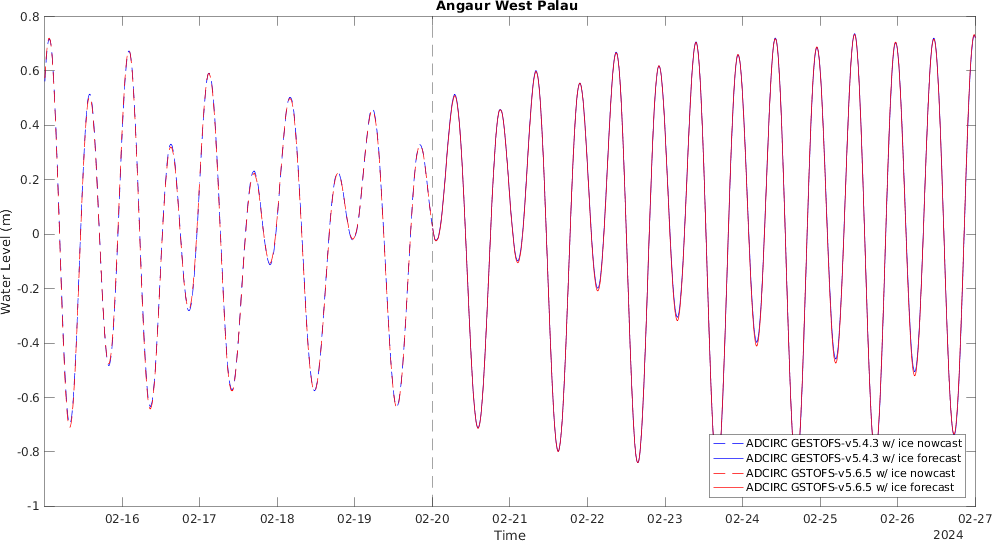 Angaur West Palau
0.8
0.6
0.4
0.2
0
-0.2
-0.4
-0.6
-0.8
-1
Water Level (m)
ADCIRC GESTOFS-v5.4.3 w/ ice nowcast
ADCIRC GESTOFS-v5.4.3 w/ ice forecast
ADCIRC GSTOFS-v5.6.5 w/ ice nowcast
ADCIRC GSTOFS-v5.6.5 w/ ice forecast
02-16 02-17 02-18 02-19 02-20 02-21 02-22 02-23 02-24 02-25 02-26 02-27
Time
2024